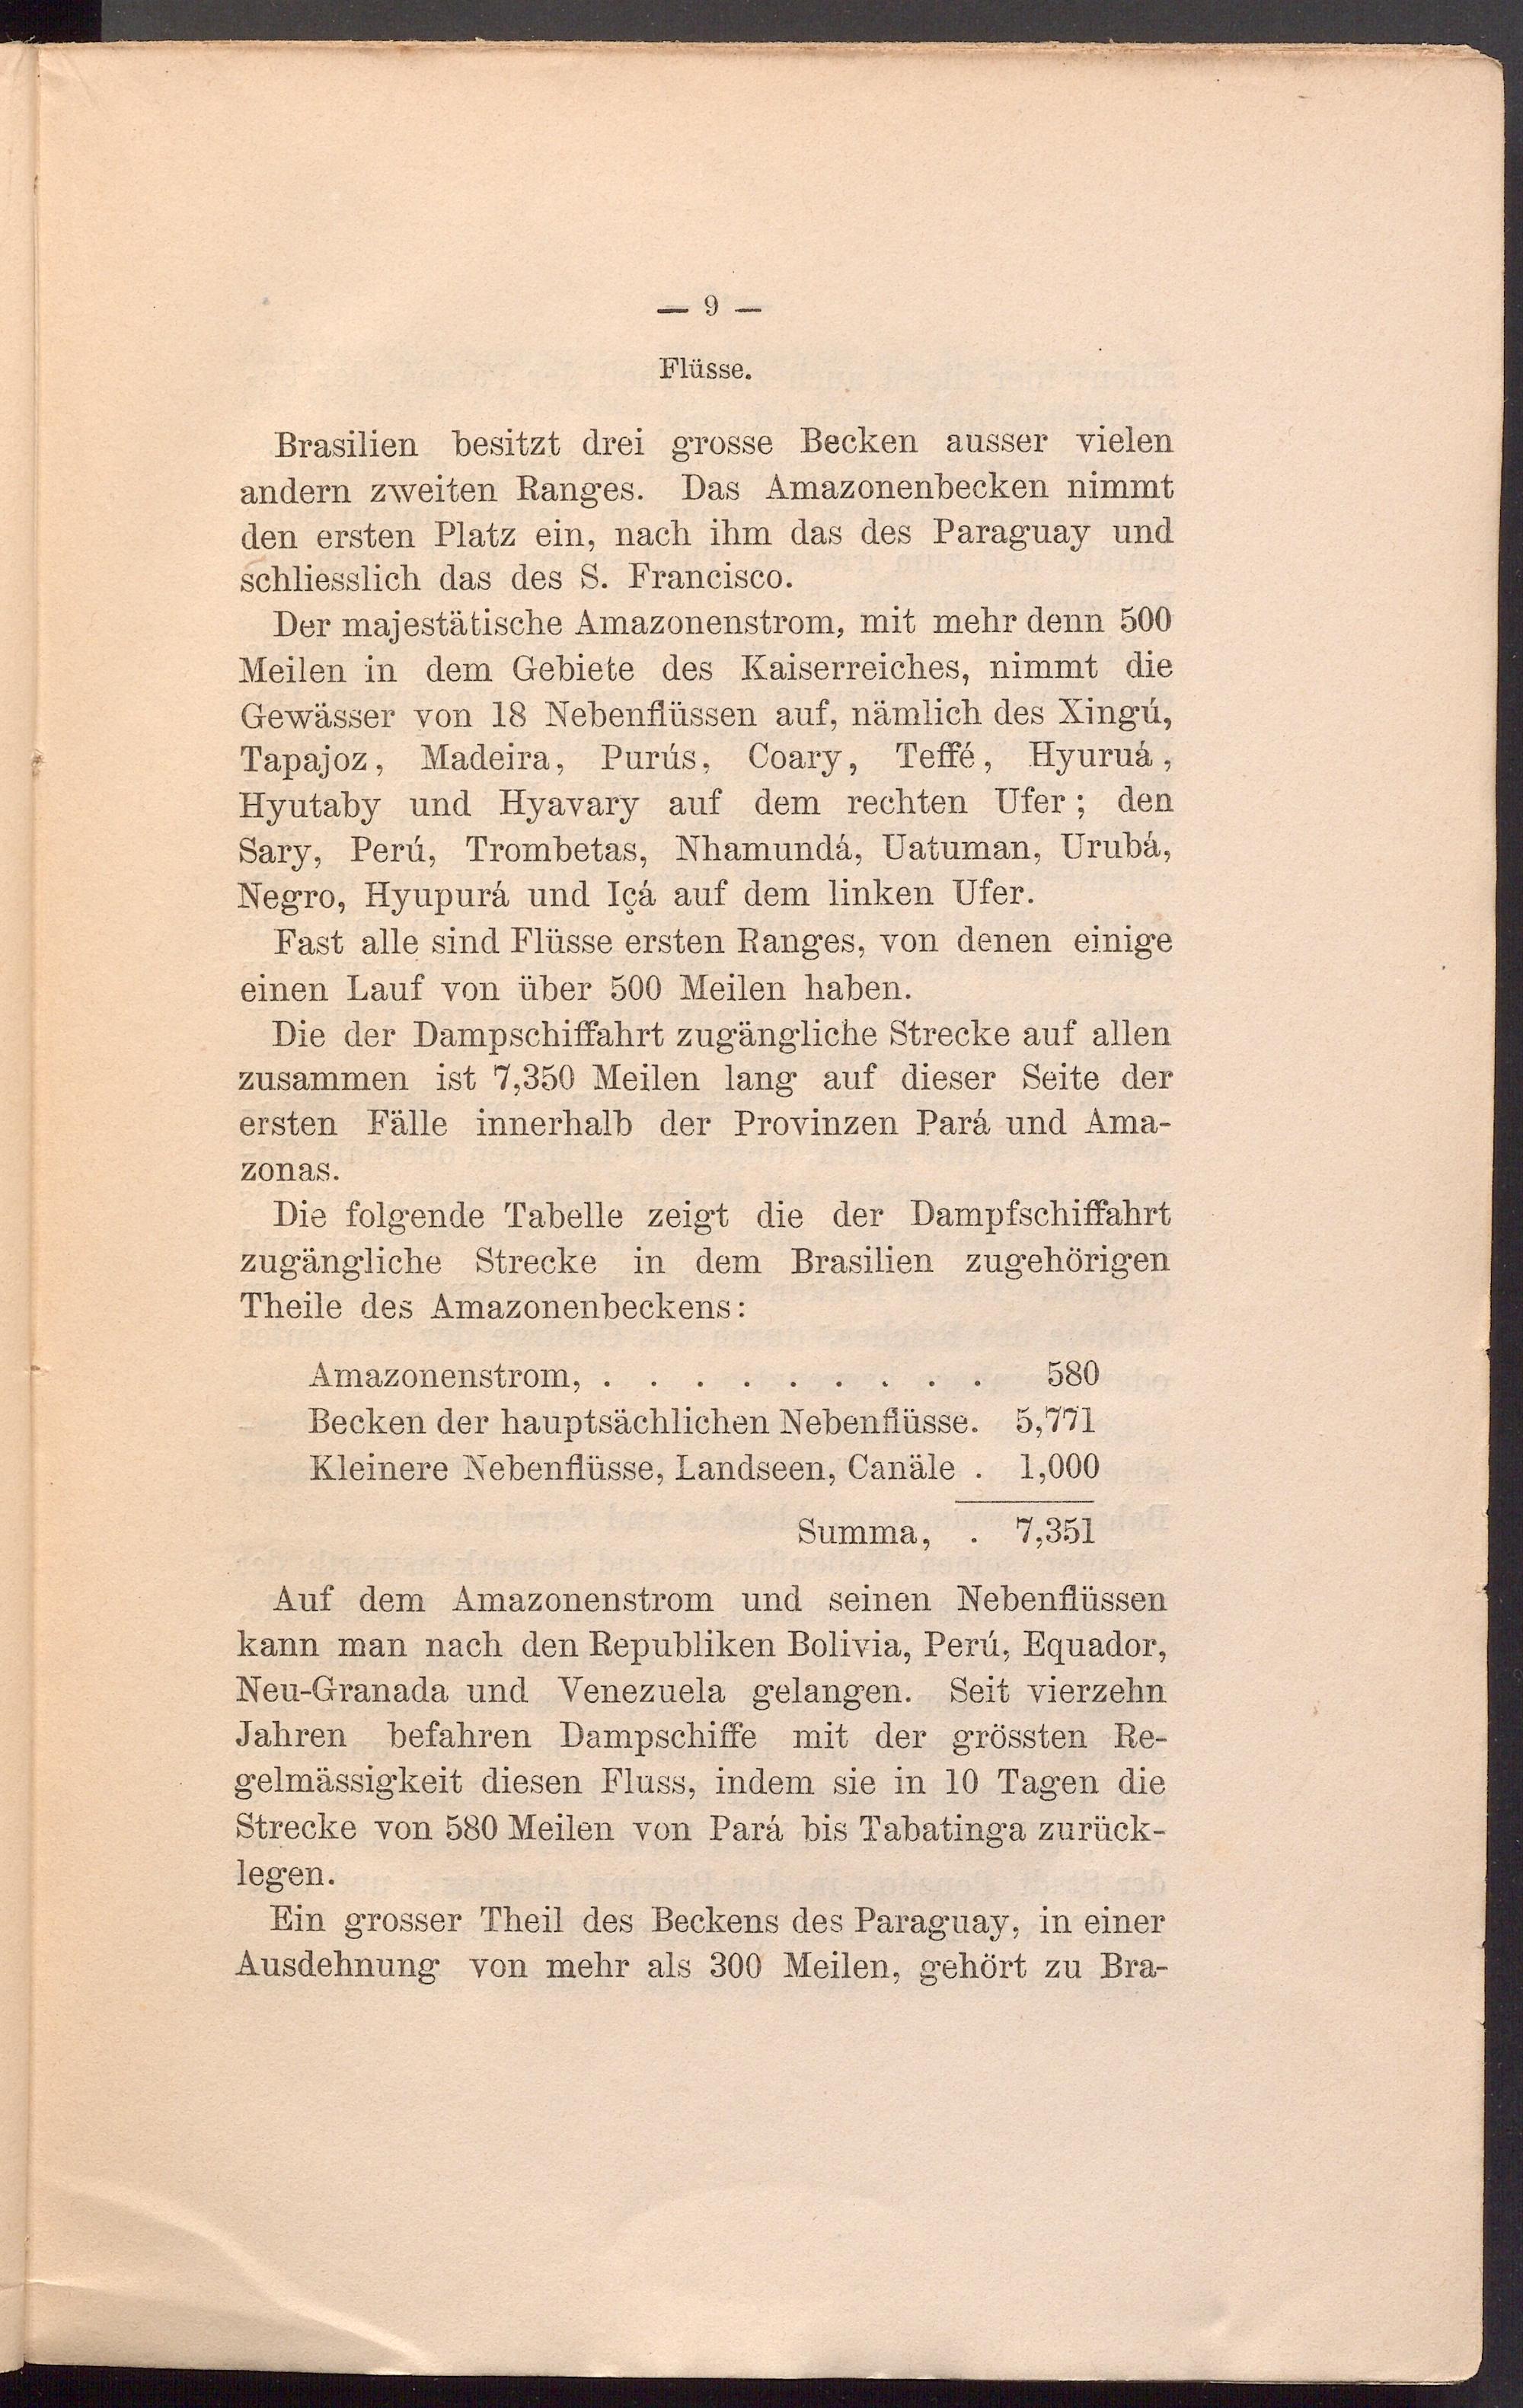 — 9 —
Flüsse.
Brasilien besitzt drei grosse Becken ausser vielen
andern zweiten Ranges. Das Amazonenbecken nimmt
den ersten Platz ein, nach ihm das des Paraguay und
schliesslich das des S. Francisco.
Der majestätische Amazonenstrom, mit mehr denn 500
Meilen in dem Gebiete des Kaiserreiches, nimmt die
Gewässer von 18 Nebenflüssen auf, nämlich des Xingú,
Tapajoz, Madeira, Purús, Coary, Teffé, Hyuruá,
Hyutaby und Hyavary auf dem rechten Ufer; den
Sary, Perú, Trombetas, Nhamundá, Uatuman, Urubá,
Negro, Hyupurá und Içá auf dem linken Ufer.
Fast alle sind Flüsse ersten Ranges, von denen einige
einen Lauf von über 500 Meilen haben.
Die der Dampschiffahrt zugängliche Strecke auf allen
zusammen ist 7,350 Meilen lang auf dieser Seite der
ersten Fälle innerhalb der Provinzen Pará und Ama-
zonas.
Die folgende Tabelle zeigt die der Dampfschiffahrt
zugängliche Strecke in dem Brasilien zugehörigen
Theile des Amazonenbeckens:
Amazonenstrom, . . . . . . . . . 580
Becken der hauptsächlichen Nebenflüsse. 5,771
Kleinere Nebenflüsse, Landseen, Canäle . 1,000
Summa, . 7,351
Auf dem Amazonenstrom und seinen Nebenflüssen
kann man nach den Republiken Bolivia, Perú, Equador,
Neu-Granada und Venezuela gelangen. Seit vierzehn
Jahren befahren Dampschiffe mit der grössten Re-
gelmässigkeit diesen Fluss, indem sie in 10 Tagen die
Strecke von 580 Meilen von Pará bis Tabatinga zurück-
legen.
Ein grosser Theil des Beckens des Paraguay, in einer
Ausdehnung von mehr als 300 Meilen, gehört zu Bra-